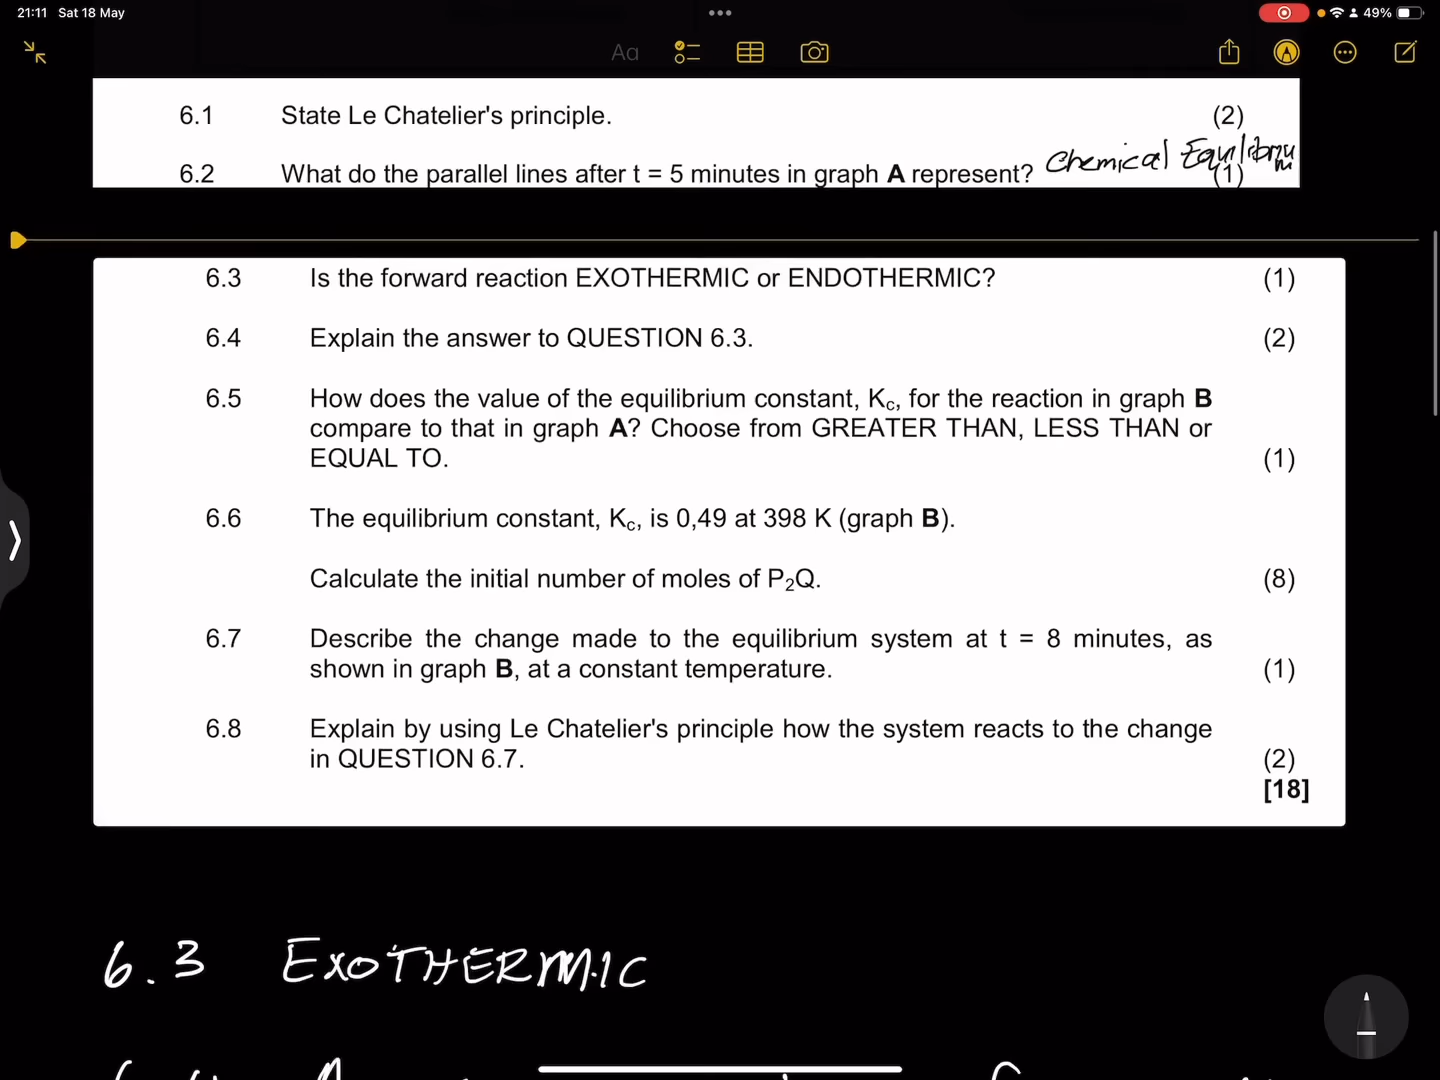 21:11 Sat 18 May
49%
Aa
6.1 State Le Chatelier's principle. (2)
6.2 What do the parallel lines after t = 5 minutes in graph A represent? Chemical Equilibrium (1)
6.3 Is the forward reaction EXOTHERMIC or ENDOTHERMIC? (1)
6.4 Explain the answer to QUESTION 6.3. (2)
6.5 How does the value of the equilibrium constant, Kc, for the reaction in graph B
compare to that in graph A? Choose from GREATER THAN, LESS THAN or
EQUAL TO. (1)
6.6 The equilibrium constant, Kc, is 0,49 at 398 K (graph B).
Calculate the initial number of moles of P₂Q. (8)
6.7 Describe the change made to the equilibrium system at t = 8 minutes, as
shown in graph B, at a constant temperature. (1)
6.8 Explain by using Le Chatelier's principle how the system reacts to the change
in QUESTION 6.7. (2)
[18]
6.3 EXOTHERMIC